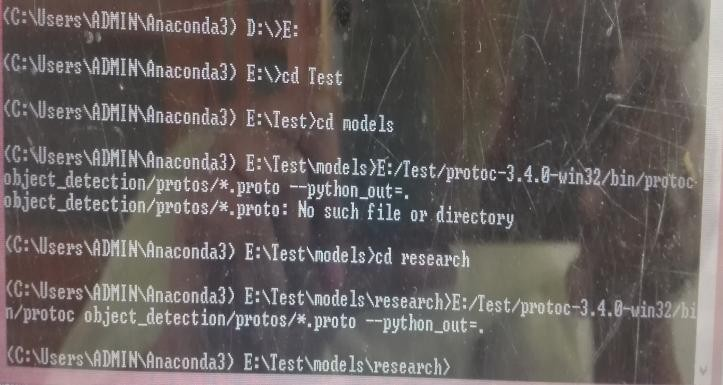 (C:\Users\ADMIN\Anaconda3) D:\>E:
(C:\Users\ADMIN\Anaconda3) E:\>cd Test
(C:\Users\ADMIN\Anaconda3) E:\Test>cd models
(C:\Users\ADMIN\Anaconda3) E:\Test\models>E:/Test/protoc-3.4.0-win32/bin/protoc
object_detection/protos/*.proto --python_out=.
object_detection/protos/*.proto: No such file or directory
(C:\Users\ADMIN\Anaconda3) E:\Test\models>cd research
(C:\Users\ADMIN\Anaconda3) E:\Test\models\research>E:/Test/protoc-3.4.0-win32/bi
n/protoc object_detection/protos/*.proto --python_out=.
(C:\Users\ADMIN\Anaconda3) E:\Test\models\research>